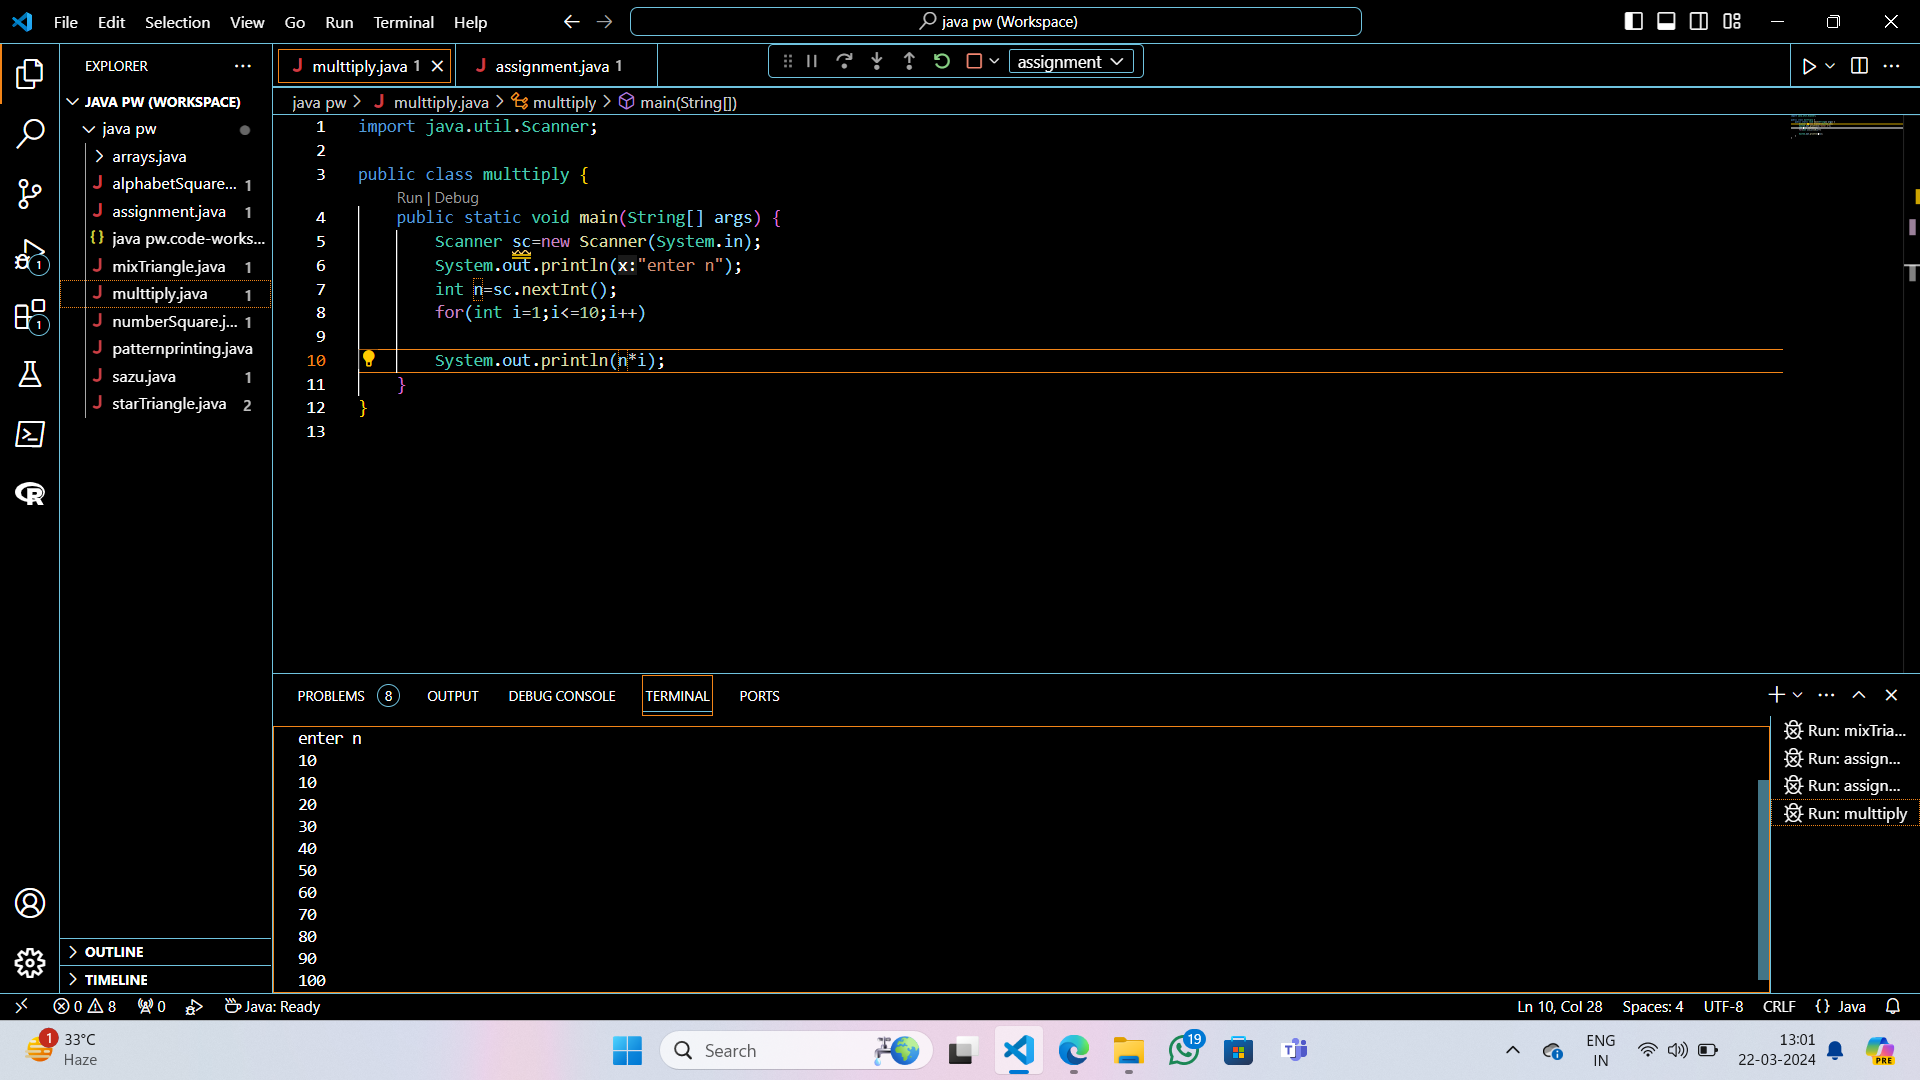 File Edit Selection View Go Run Terminal Help
java pw (Workspace)
EXPLORER
multtiply.java 1
assignment.java 1
assignment
JAVA PW (WORKSPACE)
java pw
arrays.java
alphabetSquare... 1
assignment.java 1
{} java pw.code-works...
mixTriangle.java 1
multtiply.java 1
numberSquare.j... 1
patternprinting.java
sazu.java 1
starTriangle.java 2
OUTLINE
TIMELINE
1
1
java pw > multtiply.java > multtiply > main(String[])
1 import java.util.Scanner;
2
3 public class multtiply {
Run | Debug
4 public static void main(String[] args) {
5 Scanner sc=new Scanner(System.in);
6 System.out.println(x:"enter n");
7 int n=sc.nextInt();
8 for(int i=1;i<=10;i++)
9
10 System.out.println(n*i);
11 }
12 }
13
PROBLEMS 8 OUTPUT DEBUG CONSOLE TERMINAL PORTS
enter n
10
10
20
30
40
50
60
70
80
90
100
Run: mixTria...
Run: assign...
Run: assign...
Run: multtiply
0 8 0 Java: Ready
Ln 10, Col 28 Spaces: 4 UTF-8 CRLF {} Java
1
33°C
Haze
Search
19
ENG
IN
13:01
22-03-2024
PRE